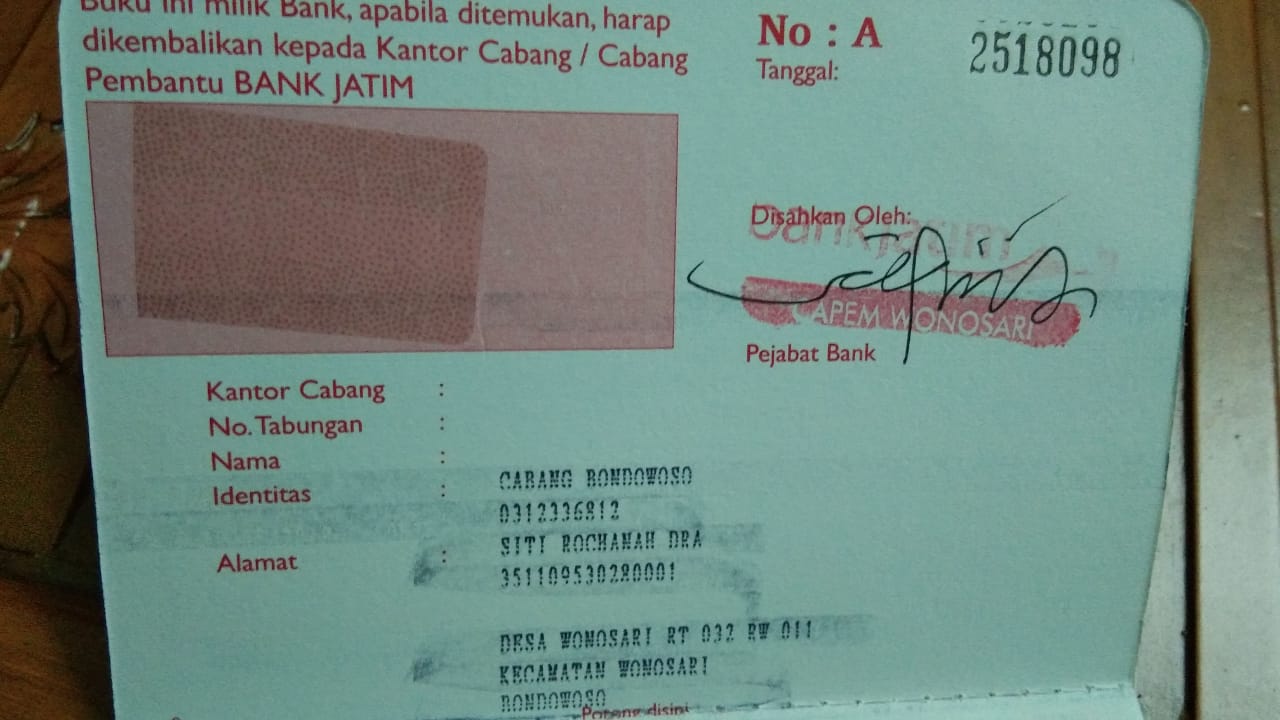 Buku ini milik Bank, apabila ditemukan, harap
dikembalikan kepada Kantor Cabang / Cabang
Pembantu BANK JATIM
No : A 2518098
Tanggal:
Disahkan Oleh:
bankjatim
CAPEM WONOSARI
Pejabat Bank
Kantor Cabang :
No. Tabungan :
Nama :
Identitas :
Alamat :
CABANG BONDOWOSO
0312336812
SITI ROCHANAH DRA
351109530280001
DESA WONOSARI RT 032 RW 011
KECAMATAN WONOSARI
BONDOWOSO
Potong disini